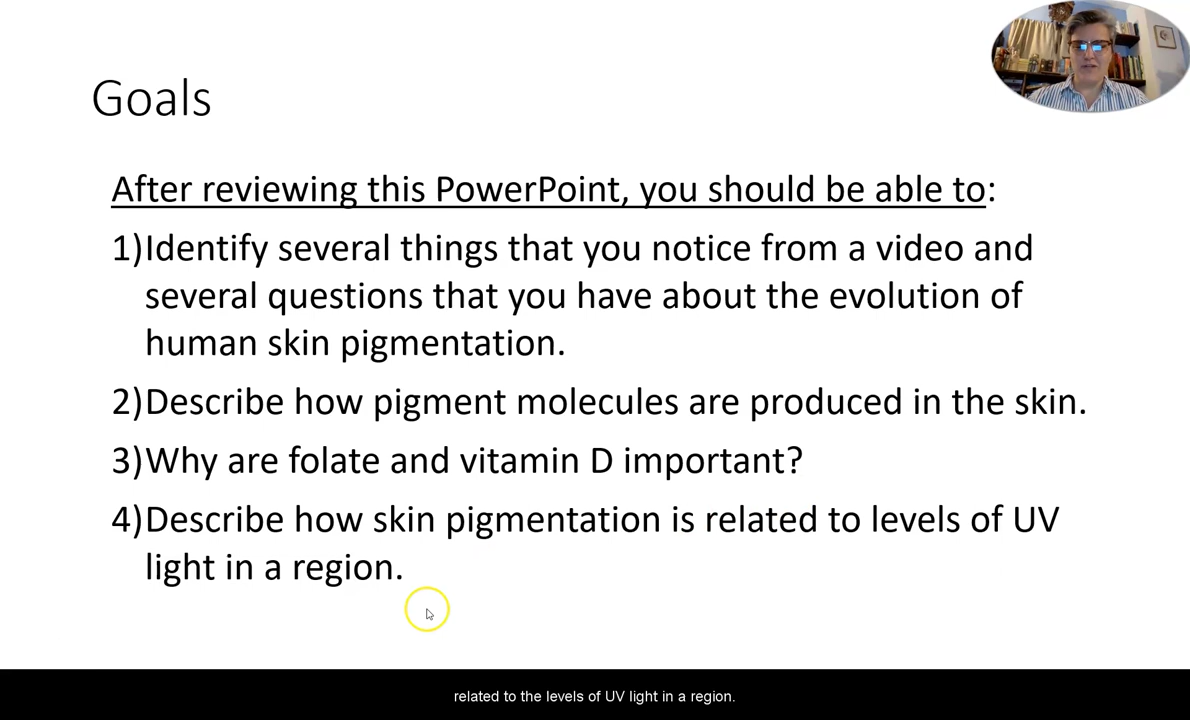 Goals
After reviewing this PowerPoint, you should be able to:
1)Identify several things that you notice from a video and
several questions that you have about the evolution of
human skin pigmentation.
2)Describe how pigment molecules are produced in the skin.
3)Why are folate and vitamin D important?
4)Describe how skin pigmentation is related to levels of UV
light in a region.
related to the levels of UV light in a region.